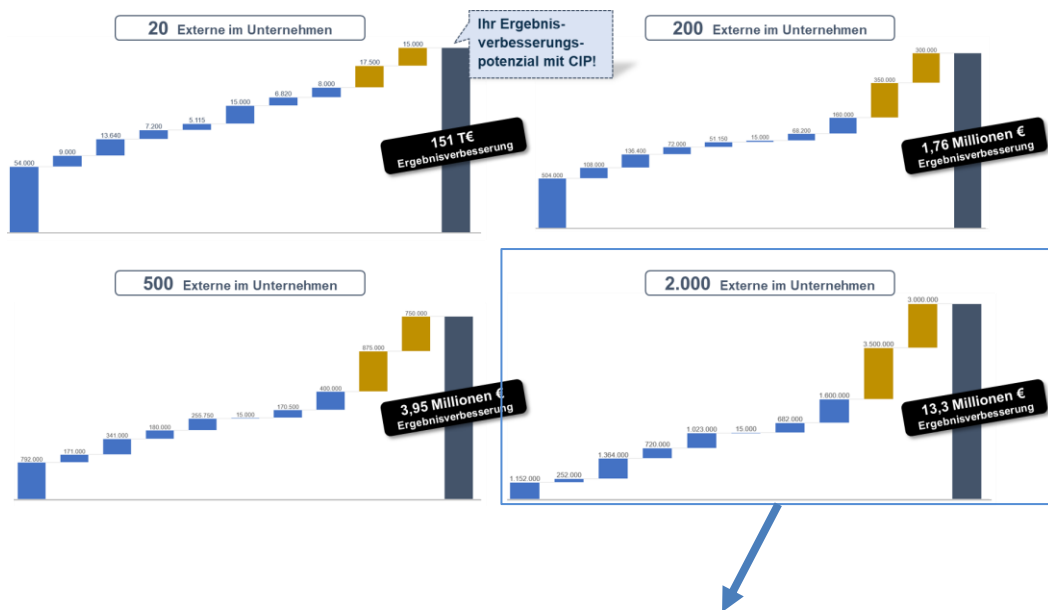 20 Externe im Unternehmen
Ihr Ergebnis-
verbesserungs-
potenzial mit CIP!
54.000
9.000
13.640
7.200
5.115
15.000
6.820
8.000
17.500
15.000
151 T€
Ergebnisverbesserung
200 Externe im Unternehmen
504.000
108.000
136.400
72.000
51.150
15.000
68.200
160.000
350.000
300.000
1,76 Millionen €
Ergebnisverbesserung
500 Externe im Unternehmen
792.000
171.000
341.000
180.000
255.750
15.000
170.500
400.000
875.000
750.000
3,95 Millionen €
Ergebnisverbesserung
2.000 Externe im Unternehmen
1.152.000
252.000
1.364.000
720.000
1.023.000
15.000
682.000
1.600.000
3.500.000
3.000.000
13,3 Millionen €
Ergebnisverbesserung